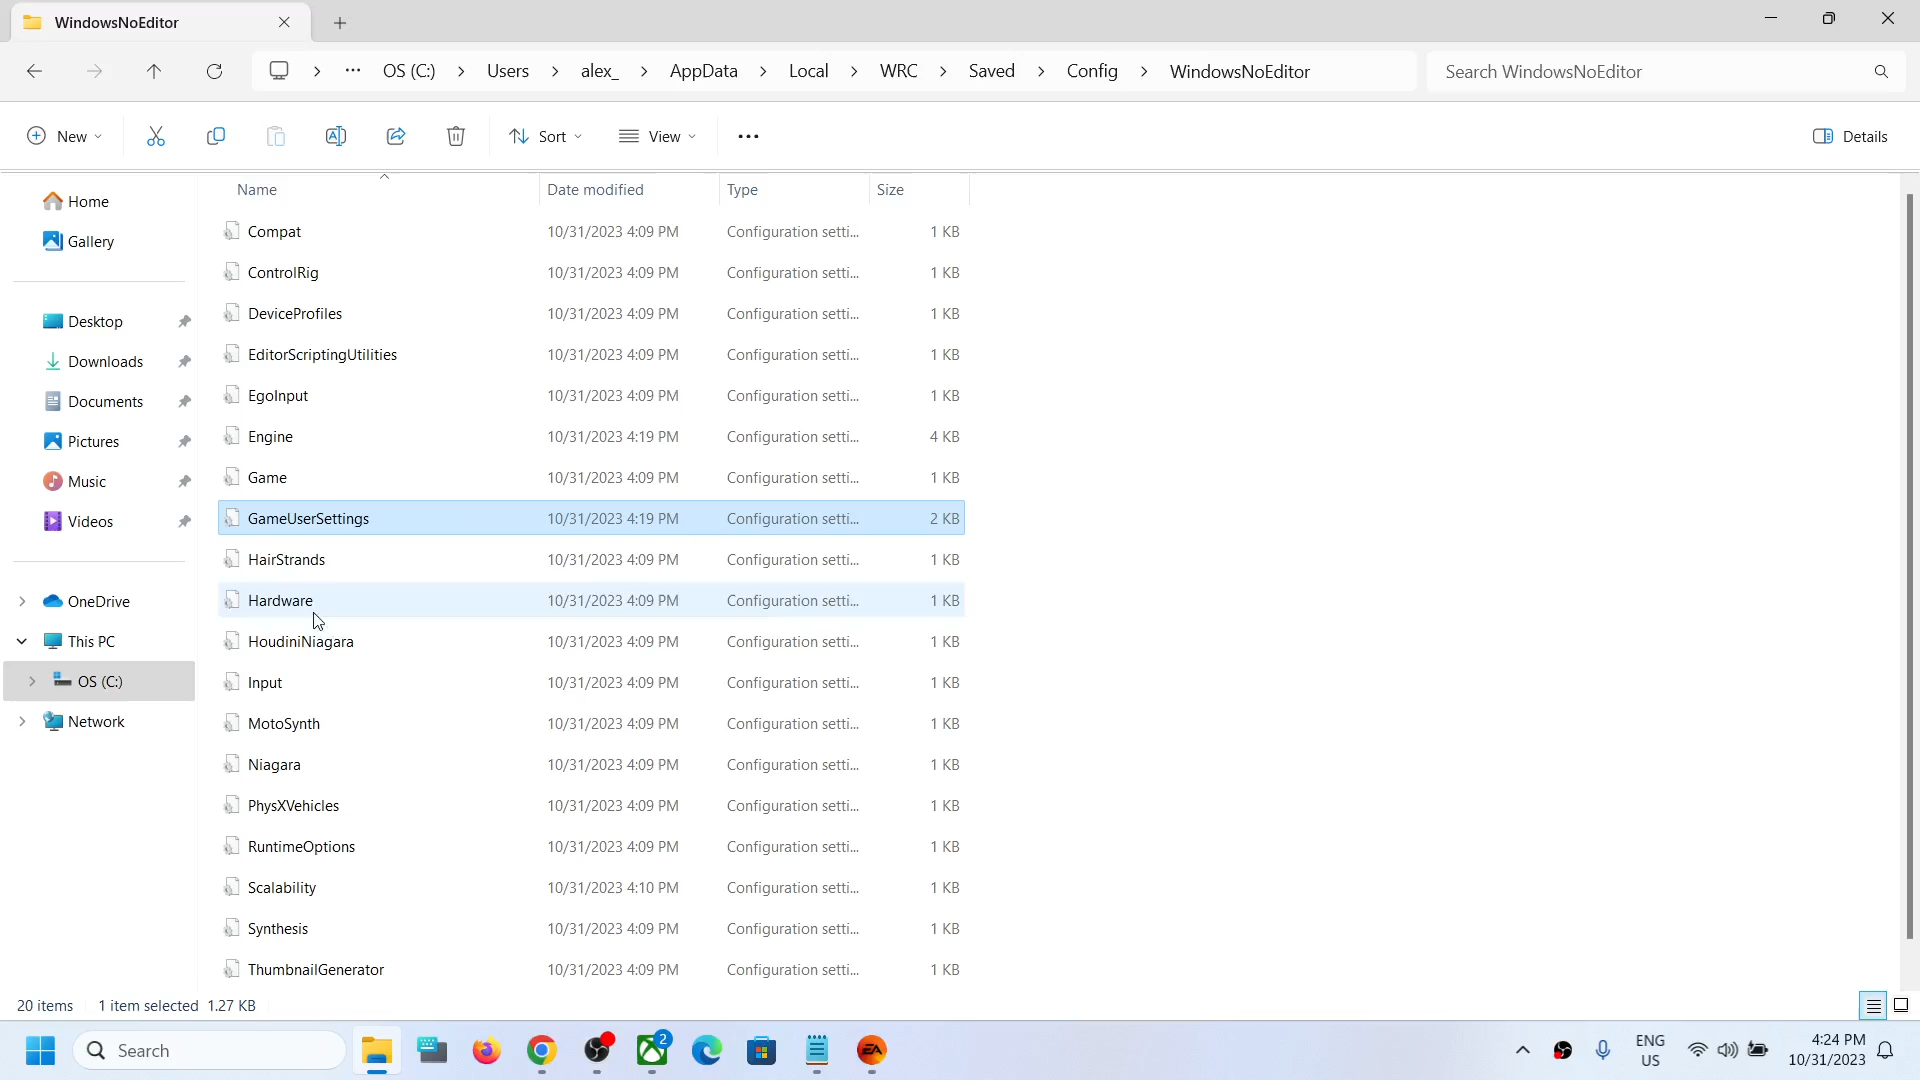 WindowsNoEditor
OS (C:) Users alex_ AppData Local WRC Saved Config WindowsNoEditor
Search WindowsNoEditor
New Sort View Details
Name Date modified Type Size
Home
Gallery
Desktop
Downloads
Documents
Pictures
Music
Videos
OneDrive
This PC
OS (C:)
Network
Compat 10/31/2023 4:09 PM Configuration setti... 1 KB
ControlRig 10/31/2023 4:09 PM Configuration setti... 1 KB
DeviceProfiles 10/31/2023 4:09 PM Configuration setti... 1 KB
EditorScriptingUtilities 10/31/2023 4:09 PM Configuration setti... 1 KB
EgoInput 10/31/2023 4:09 PM Configuration setti... 1 KB
Engine 10/31/2023 4:19 PM Configuration setti... 4 KB
Game 10/31/2023 4:09 PM Configuration setti... 1 KB
GameUserSettings 10/31/2023 4:19 PM Configuration setti... 2 KB
HairStrands 10/31/2023 4:09 PM Configuration setti... 1 KB
Hardware 10/31/2023 4:09 PM Configuration setti... 1 KB
HoudiniNiagara 10/31/2023 4:09 PM Configuration setti... 1 KB
Input 10/31/2023 4:09 PM Configuration setti... 1 KB
MotoSynth 10/31/2023 4:09 PM Configuration setti... 1 KB
Niagara 10/31/2023 4:09 PM Configuration setti... 1 KB
PhysXVehicles 10/31/2023 4:09 PM Configuration setti... 1 KB
RuntimeOptions 10/31/2023 4:09 PM Configuration setti... 1 KB
Scalability 10/31/2023 4:10 PM Configuration setti... 1 KB
Synthesis 10/31/2023 4:09 PM Configuration setti... 1 KB
ThumbnailGenerator 10/31/2023 4:09 PM Configuration setti... 1 KB
20 items 1 item selected 1.27 KB
Search 2 EA ENG 4:24 PM
US 10/31/2023